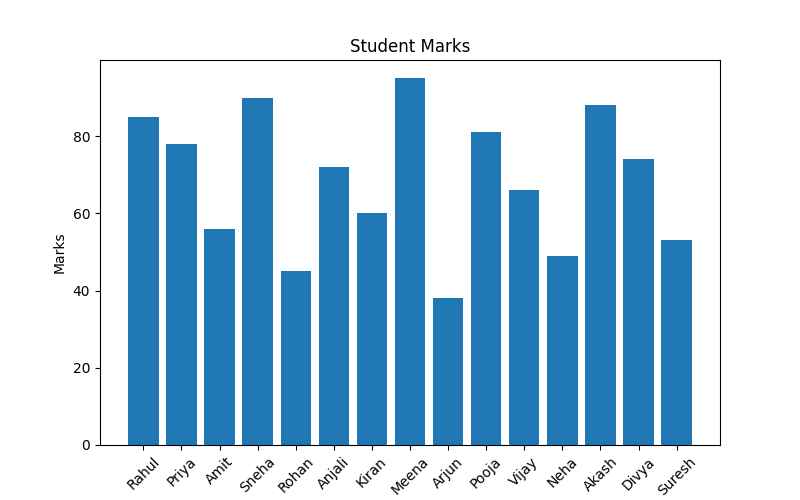 Student Marks
Marks
80
60
40
20
0
Rahul
Priya
Amit
Sneha
Rohan
Anjali
Kiran
Meena
Arjun
Pooja
Vijay
Neha
Akash
Divya
Suresh